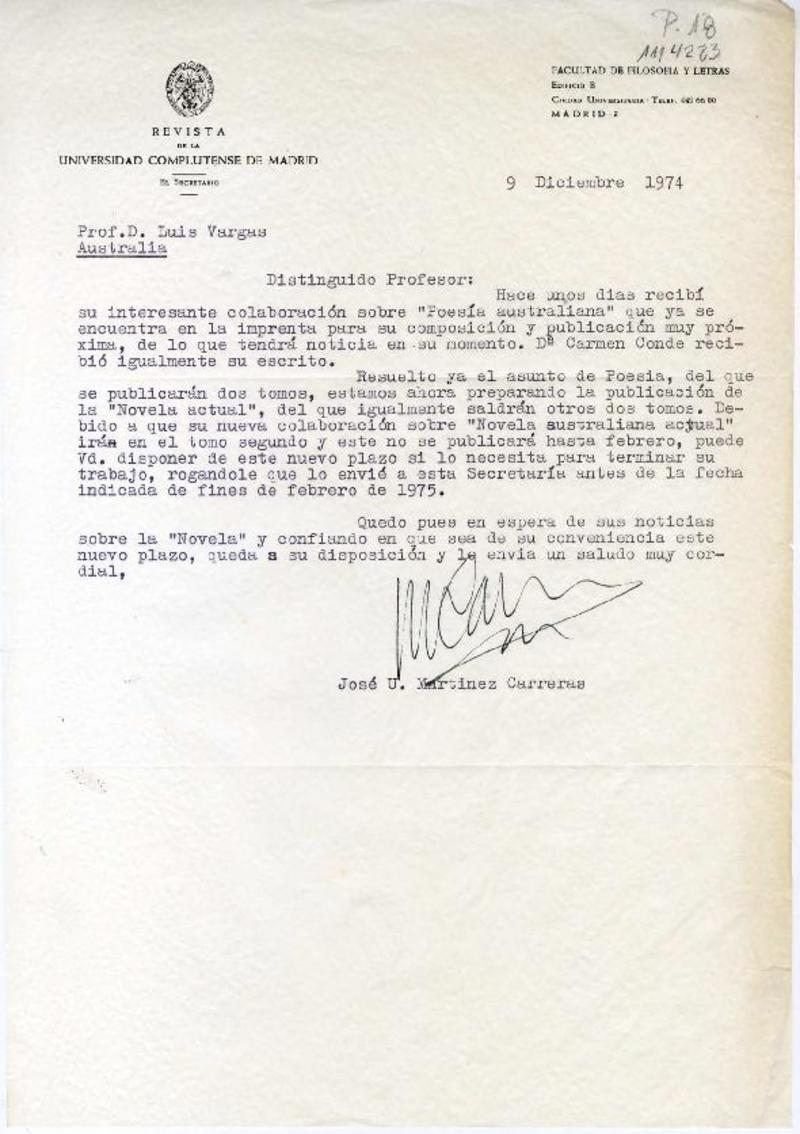 P. 18
FACULTAD DE FILOSOFIA Y LETRAS
EDIFICIO B
CIUDAD UNIVERSITARIA · TELEF. 66 00
MADRID-
REVISTA
DE LA
UNIVERSIDAD COMPLUTENSE DE MADRID
EL SECRETARIO
9 Diciembre 1974
Prof.D. Luis Vargas
Australia
Distinguido Profesor:
Hace unos dias recibí
su interesante colaboración sobre "Poesía australiana" que ya se
encuentra en la imprenta para su composición y publicación muy pró-
xima, de lo que tendrá noticia en su momento. Dª Carmen Conde reci-
bió igualmente su escrito.
Resuelto ya el asunto de Poesia, del que
se publicarán dos tomos, estamos ahora preparando la publicación de
la "Novela actual", del que igualmente saldrán otros dos tomos. De-
bido a que su nueva colaboración sobre "Novela australiana actual"
irán en el tomo segundo y este no se publicará hasta febrero, puede
Vd. disponer de este nuevo plazo si lo necesita para terminar su
trabajo, rogandole que lo envié a esta Secretaría antes de la fecha
indicada de fines de febrero de 1975.
Quedo pues en espera de sus noticias
sobre la "Novela" y confiando en que sea de su conveniencia este
nuevo plazo, queda a su disposición y le envia un saludo muy cor-
dial,
José U. Martinez Carreras